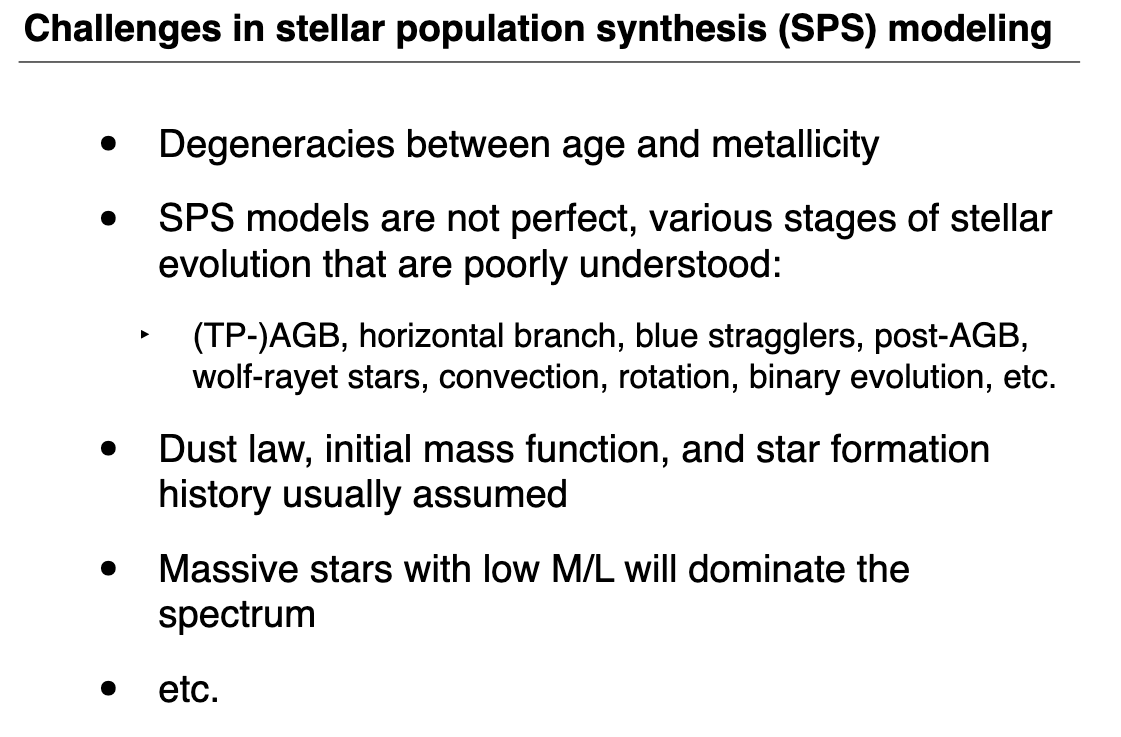 Challenges in stellar population synthesis (SPS) modeling
• Degeneracies between age and metallicity
• SPS models are not perfect, various stages of stellar
evolution that are poorly understood:
‣ (TP-)AGB, horizontal branch, blue stragglers, post-AGB,
wolf-rayet stars, convection, rotation, binary evolution, etc.
• Dust law, initial mass function, and star formation
history usually assumed
• Massive stars with low M/L will dominate the
spectrum
• etc.